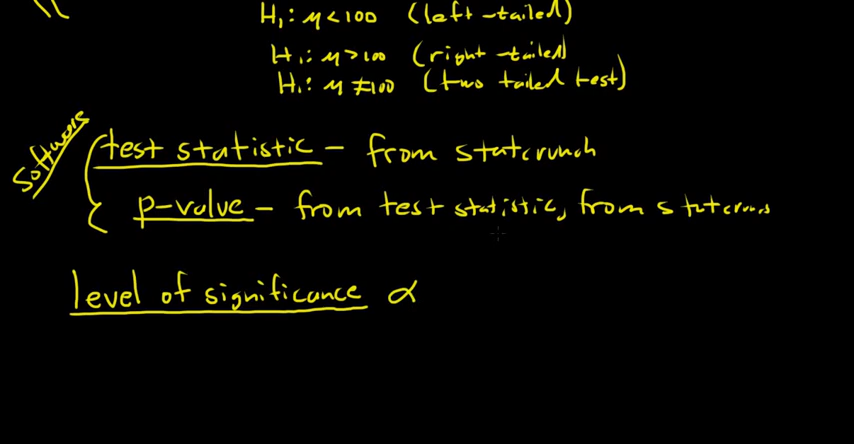 H₁: μ < 100 (left-tailed)
H₁: μ > 100 (right-tailed)
H₁: μ ≠ 100 (two tailed test)
Software
test statistic - from statcrunch
p-value - from test statistic, from statcrunch
level of significance α